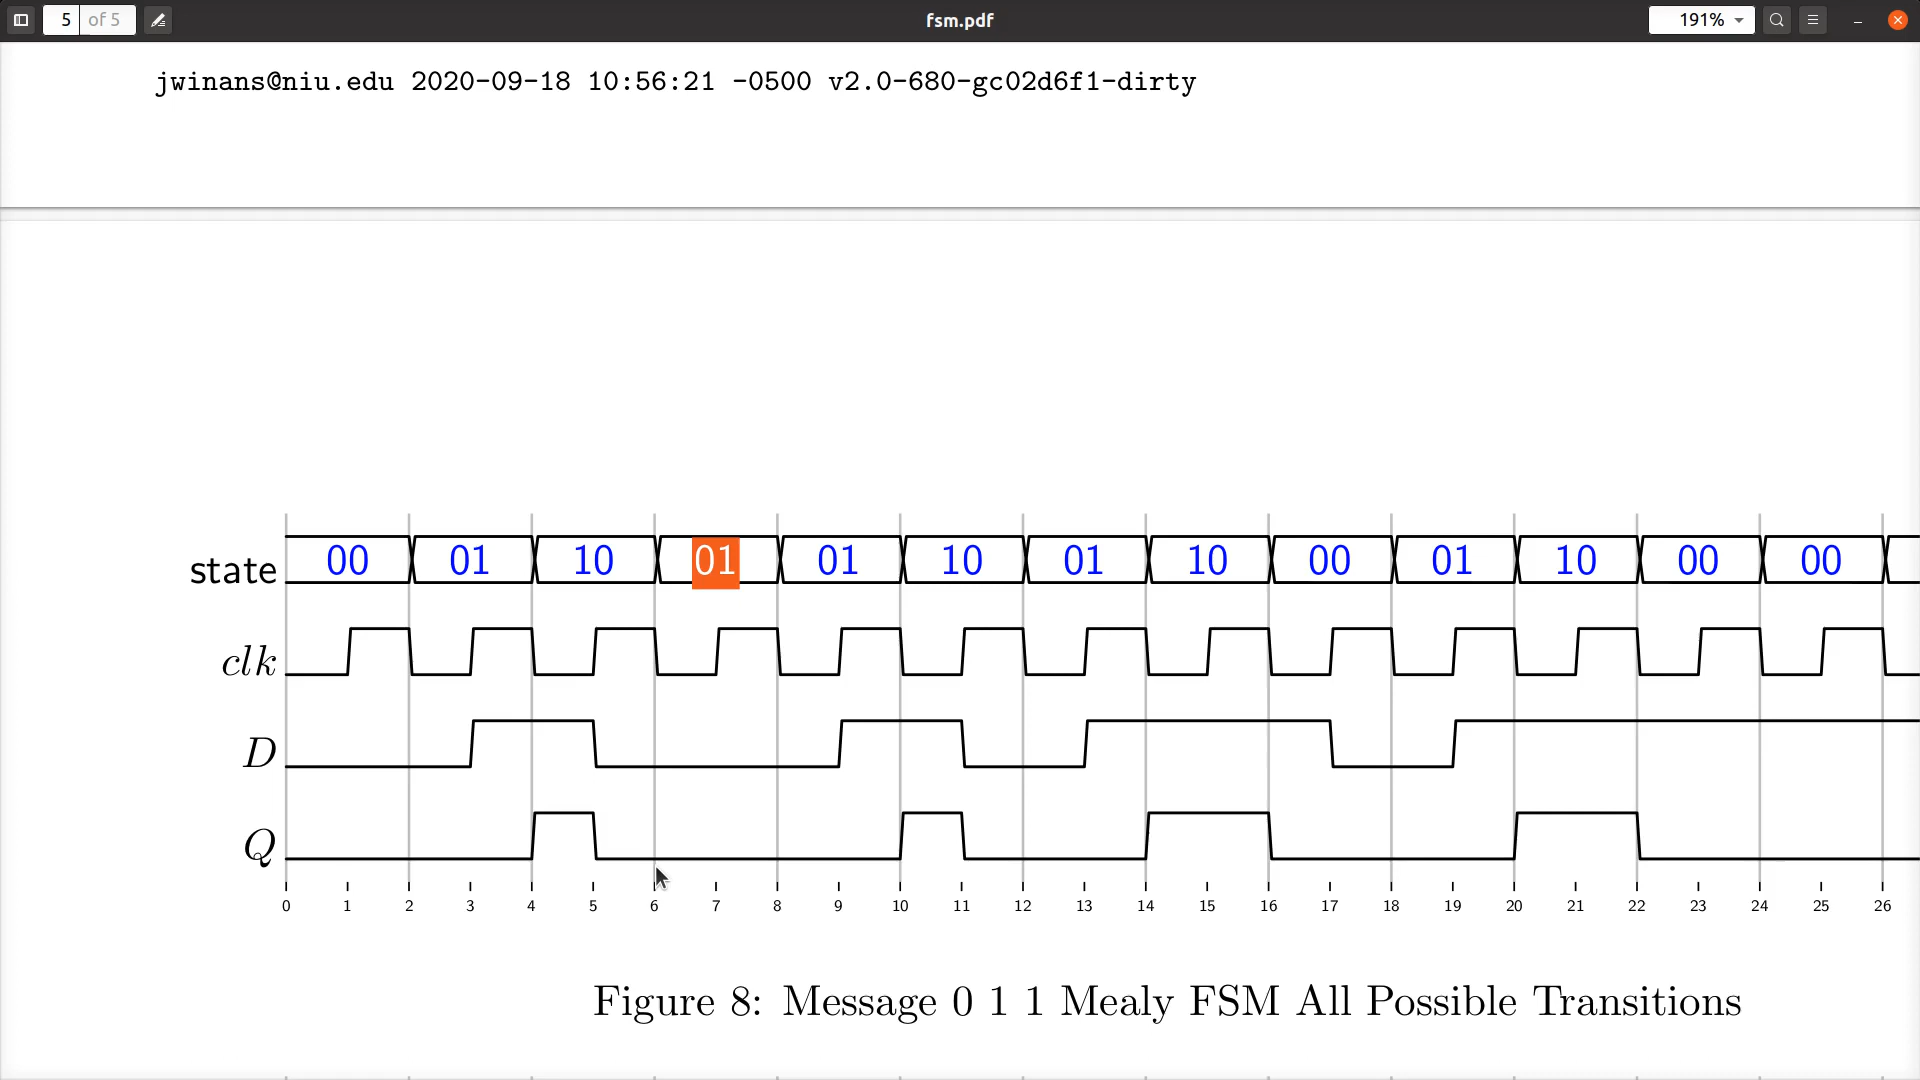 5 of 5
fsm.pdf
191%
jwinans@niu.edu 2020-09-18 10:56:21 -0500 v2.0-680-gc02d6f1-dirty
state 00 01 10 01 01 10 01 10 00 01 10 00 00
clk
D
Q
0 1 2 3 4 5 6 7 8 9 10 11 12 13 14 15 16 17 18 19 20 21 22 23 24 25 26
Figure 8: Message 0 1 1 Mealy FSM All Possible Transitions